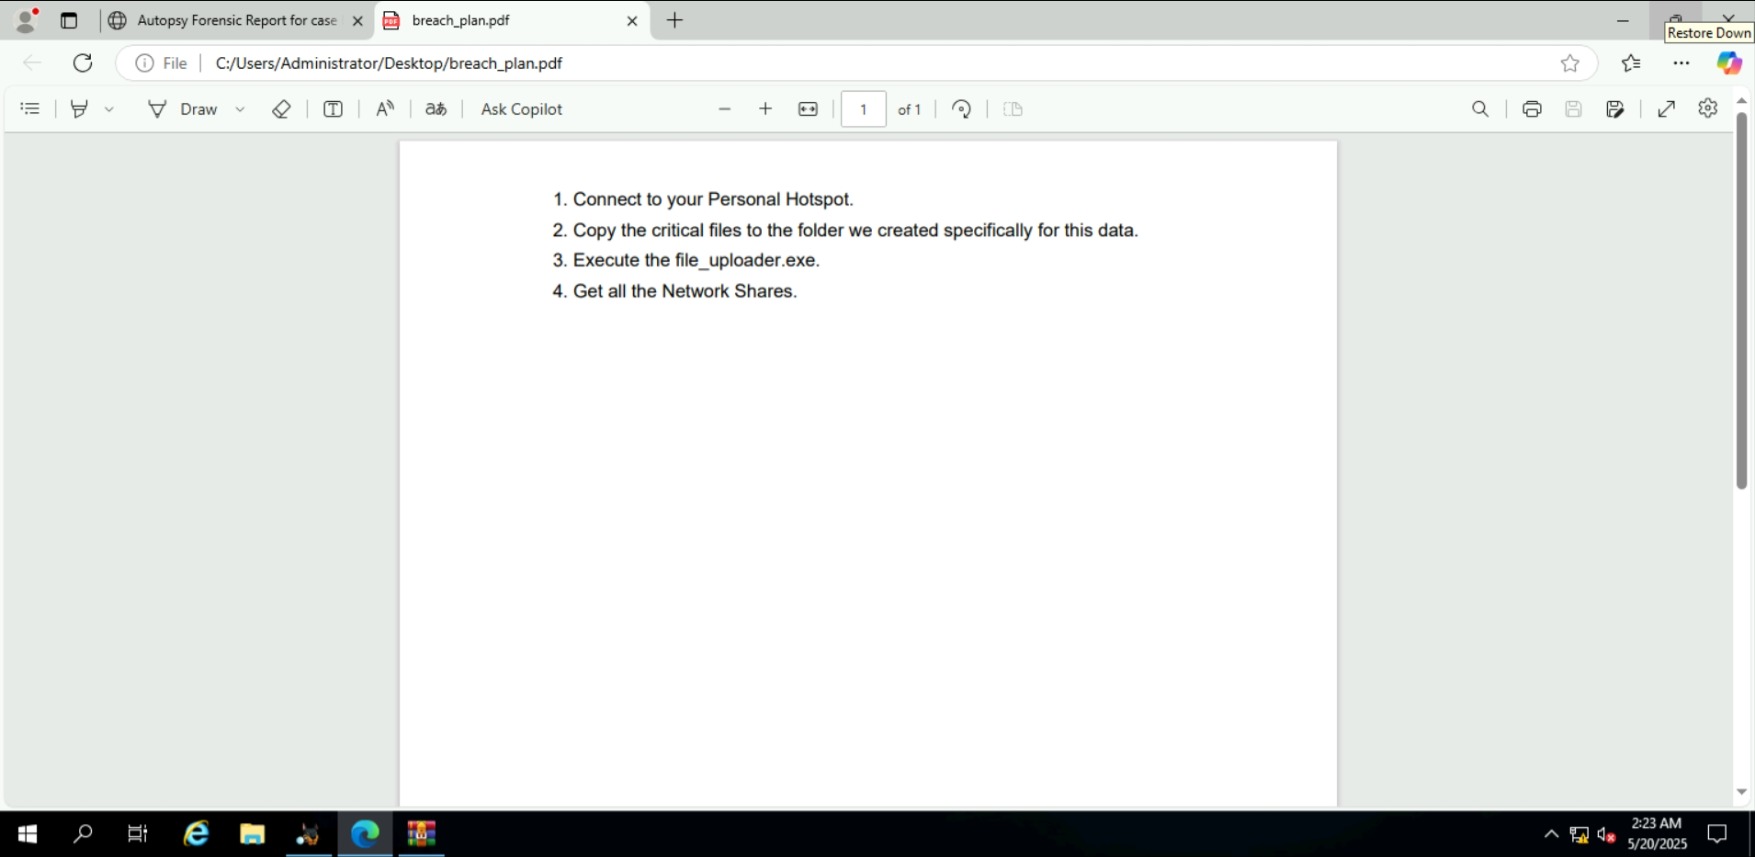 Autopsy Forensic Report for case
breach_plan.pdf
Restore Down
File
C:/Users/Administrator/Desktop/breach_plan.pdf
Draw
aあ
Ask Copilot
1
of 1
1. Connect to your Personal Hotspot.
2. Copy the critical files to the folder we created specifically for this data.
3. Execute the file_uploader.exe.
4. Get all the Network Shares.
2:23 AM
5/20/2025